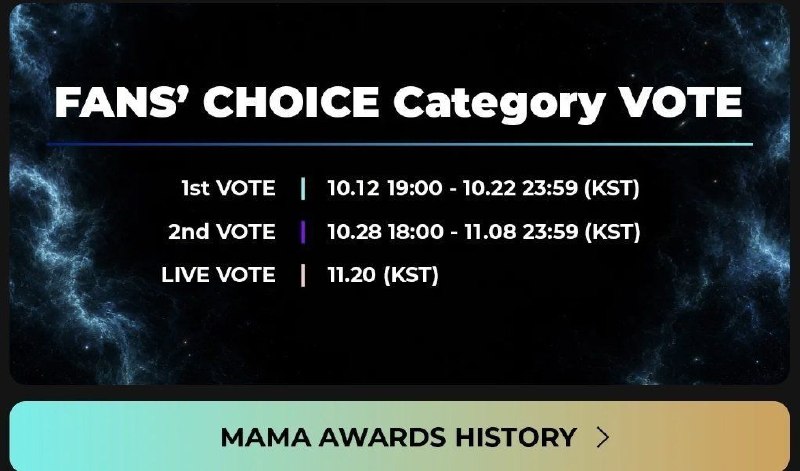 FANS’ CHOICE Category VOTE
1st VOTE | 10.12 19:00 - 10.22 23:59 (KST)
2nd VOTE | 10.28 18:00 - 11.08 23:59 (KST)
LIVE VOTE | 11.20 (KST)
MAMA AWARDS HISTORY >